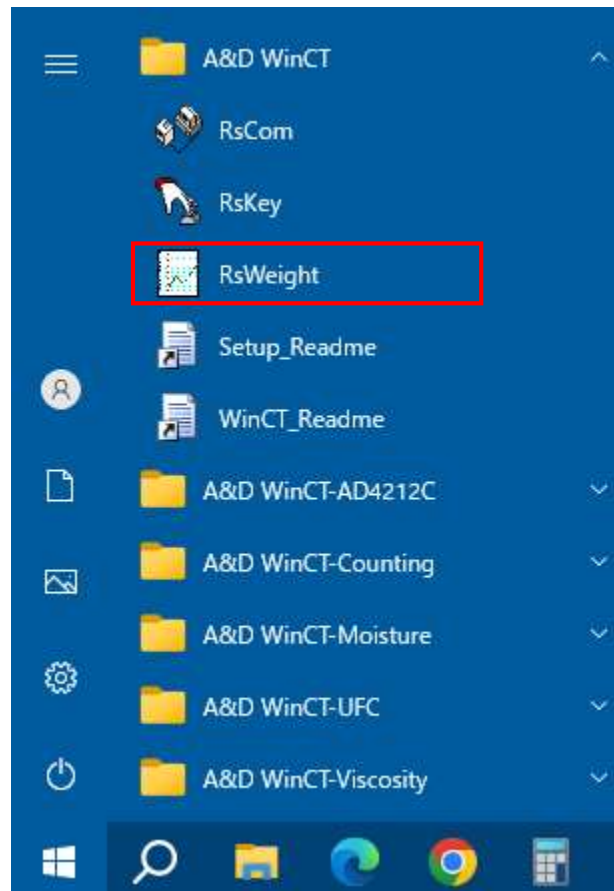 A&D WinCT
RsCom
RsKey
RsWeight
Setup_Readme
WinCT_Readme
A&D WinCT-AD4212C
A&D WinCT-Counting
A&D WinCT-Moisture
A&D WinCT-UFC
A&D WinCT-Viscosity